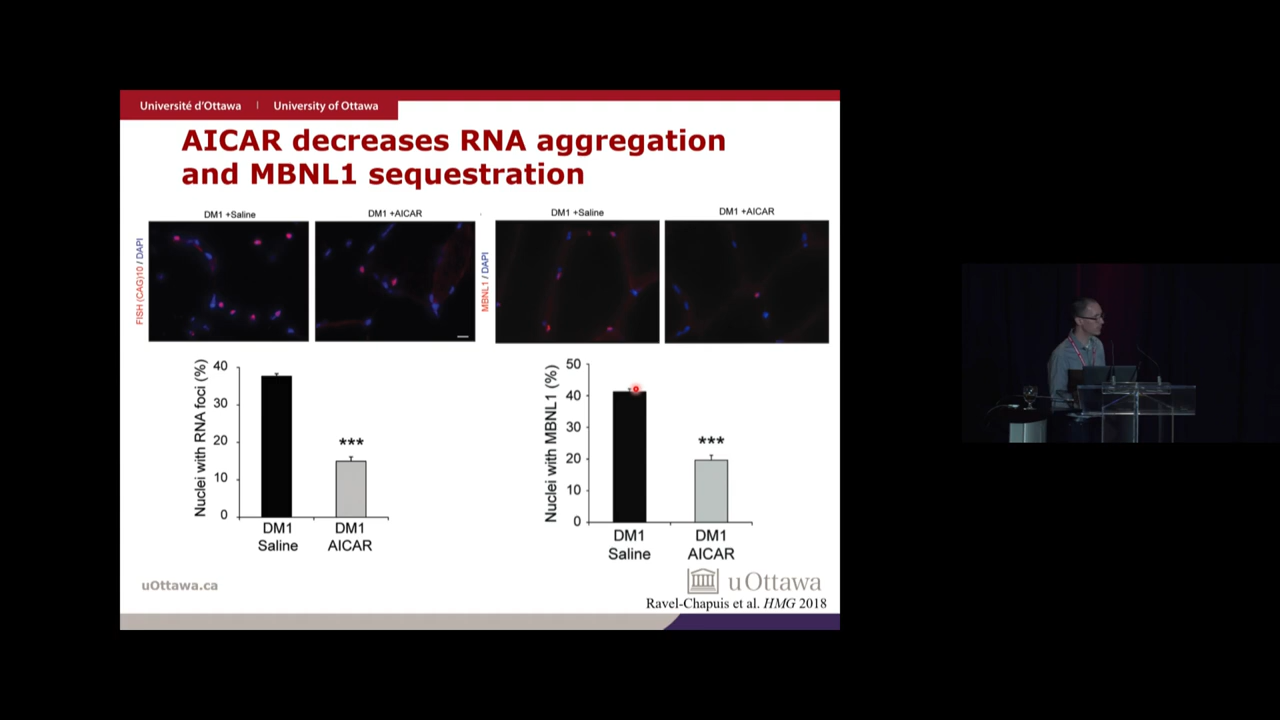 Université d'Ottawa | University of Ottawa
AICAR decreases RNA aggregation
and MBNL1 sequestration
DM1 +Saline
DM1 +AICAR
DM1 +Saline
DM1 +AICAR
FISH (CAG)10 / DAPI
MBNL1 / DAPI
Nuclei with RNA foci (%)
40
30
20
10
0
***
DM1
Saline
DM1
AICAR
Nuclei with MBNL1 (%)
50
40
30
20
10
0
***
DM1
Saline
DM1
AICAR
uOttawa.ca
uOttawa
Ravel-Chapuis et al. HMG 2018